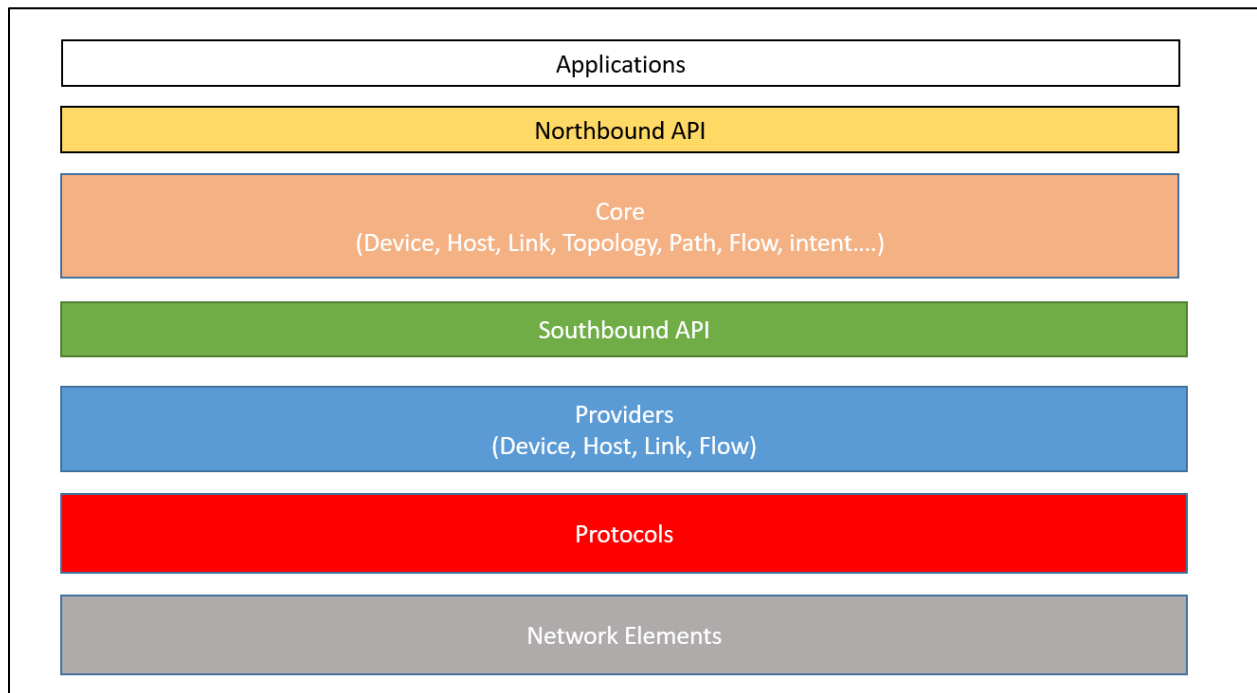 Applications
Northbound API
Core
(Device, Host, Link, Topology, Path, Flow, intent....)
Southbound API
Providers
(Device, Host, Link, Flow)
Protocols
Network Elements